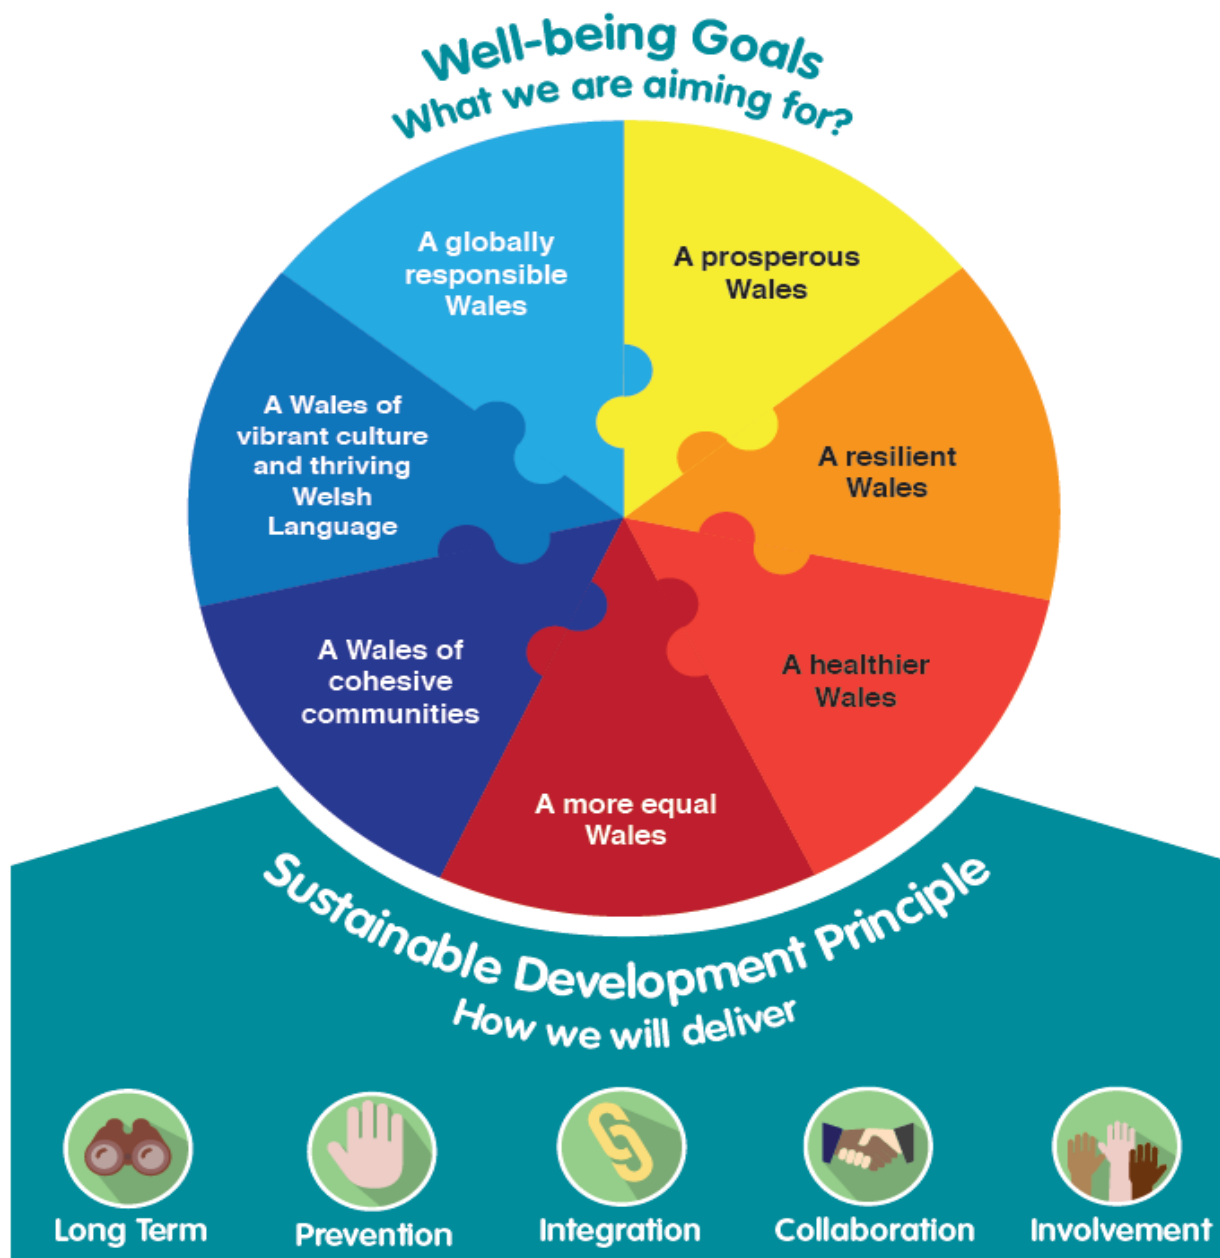 Well-being Goals
What we are aiming for?
A prosperous
Wales
A resilient
Wales
A healthier
Wales
A more equal
Wales
A Wales of
cohesive
communities
A Wales of
vibrant culture
and thriving
Welsh
Language
A globally
responsible
Wales
Sustainable Development Principle
How we will deliver
Long Term
Prevention
Integration
Collaboration
Involvement